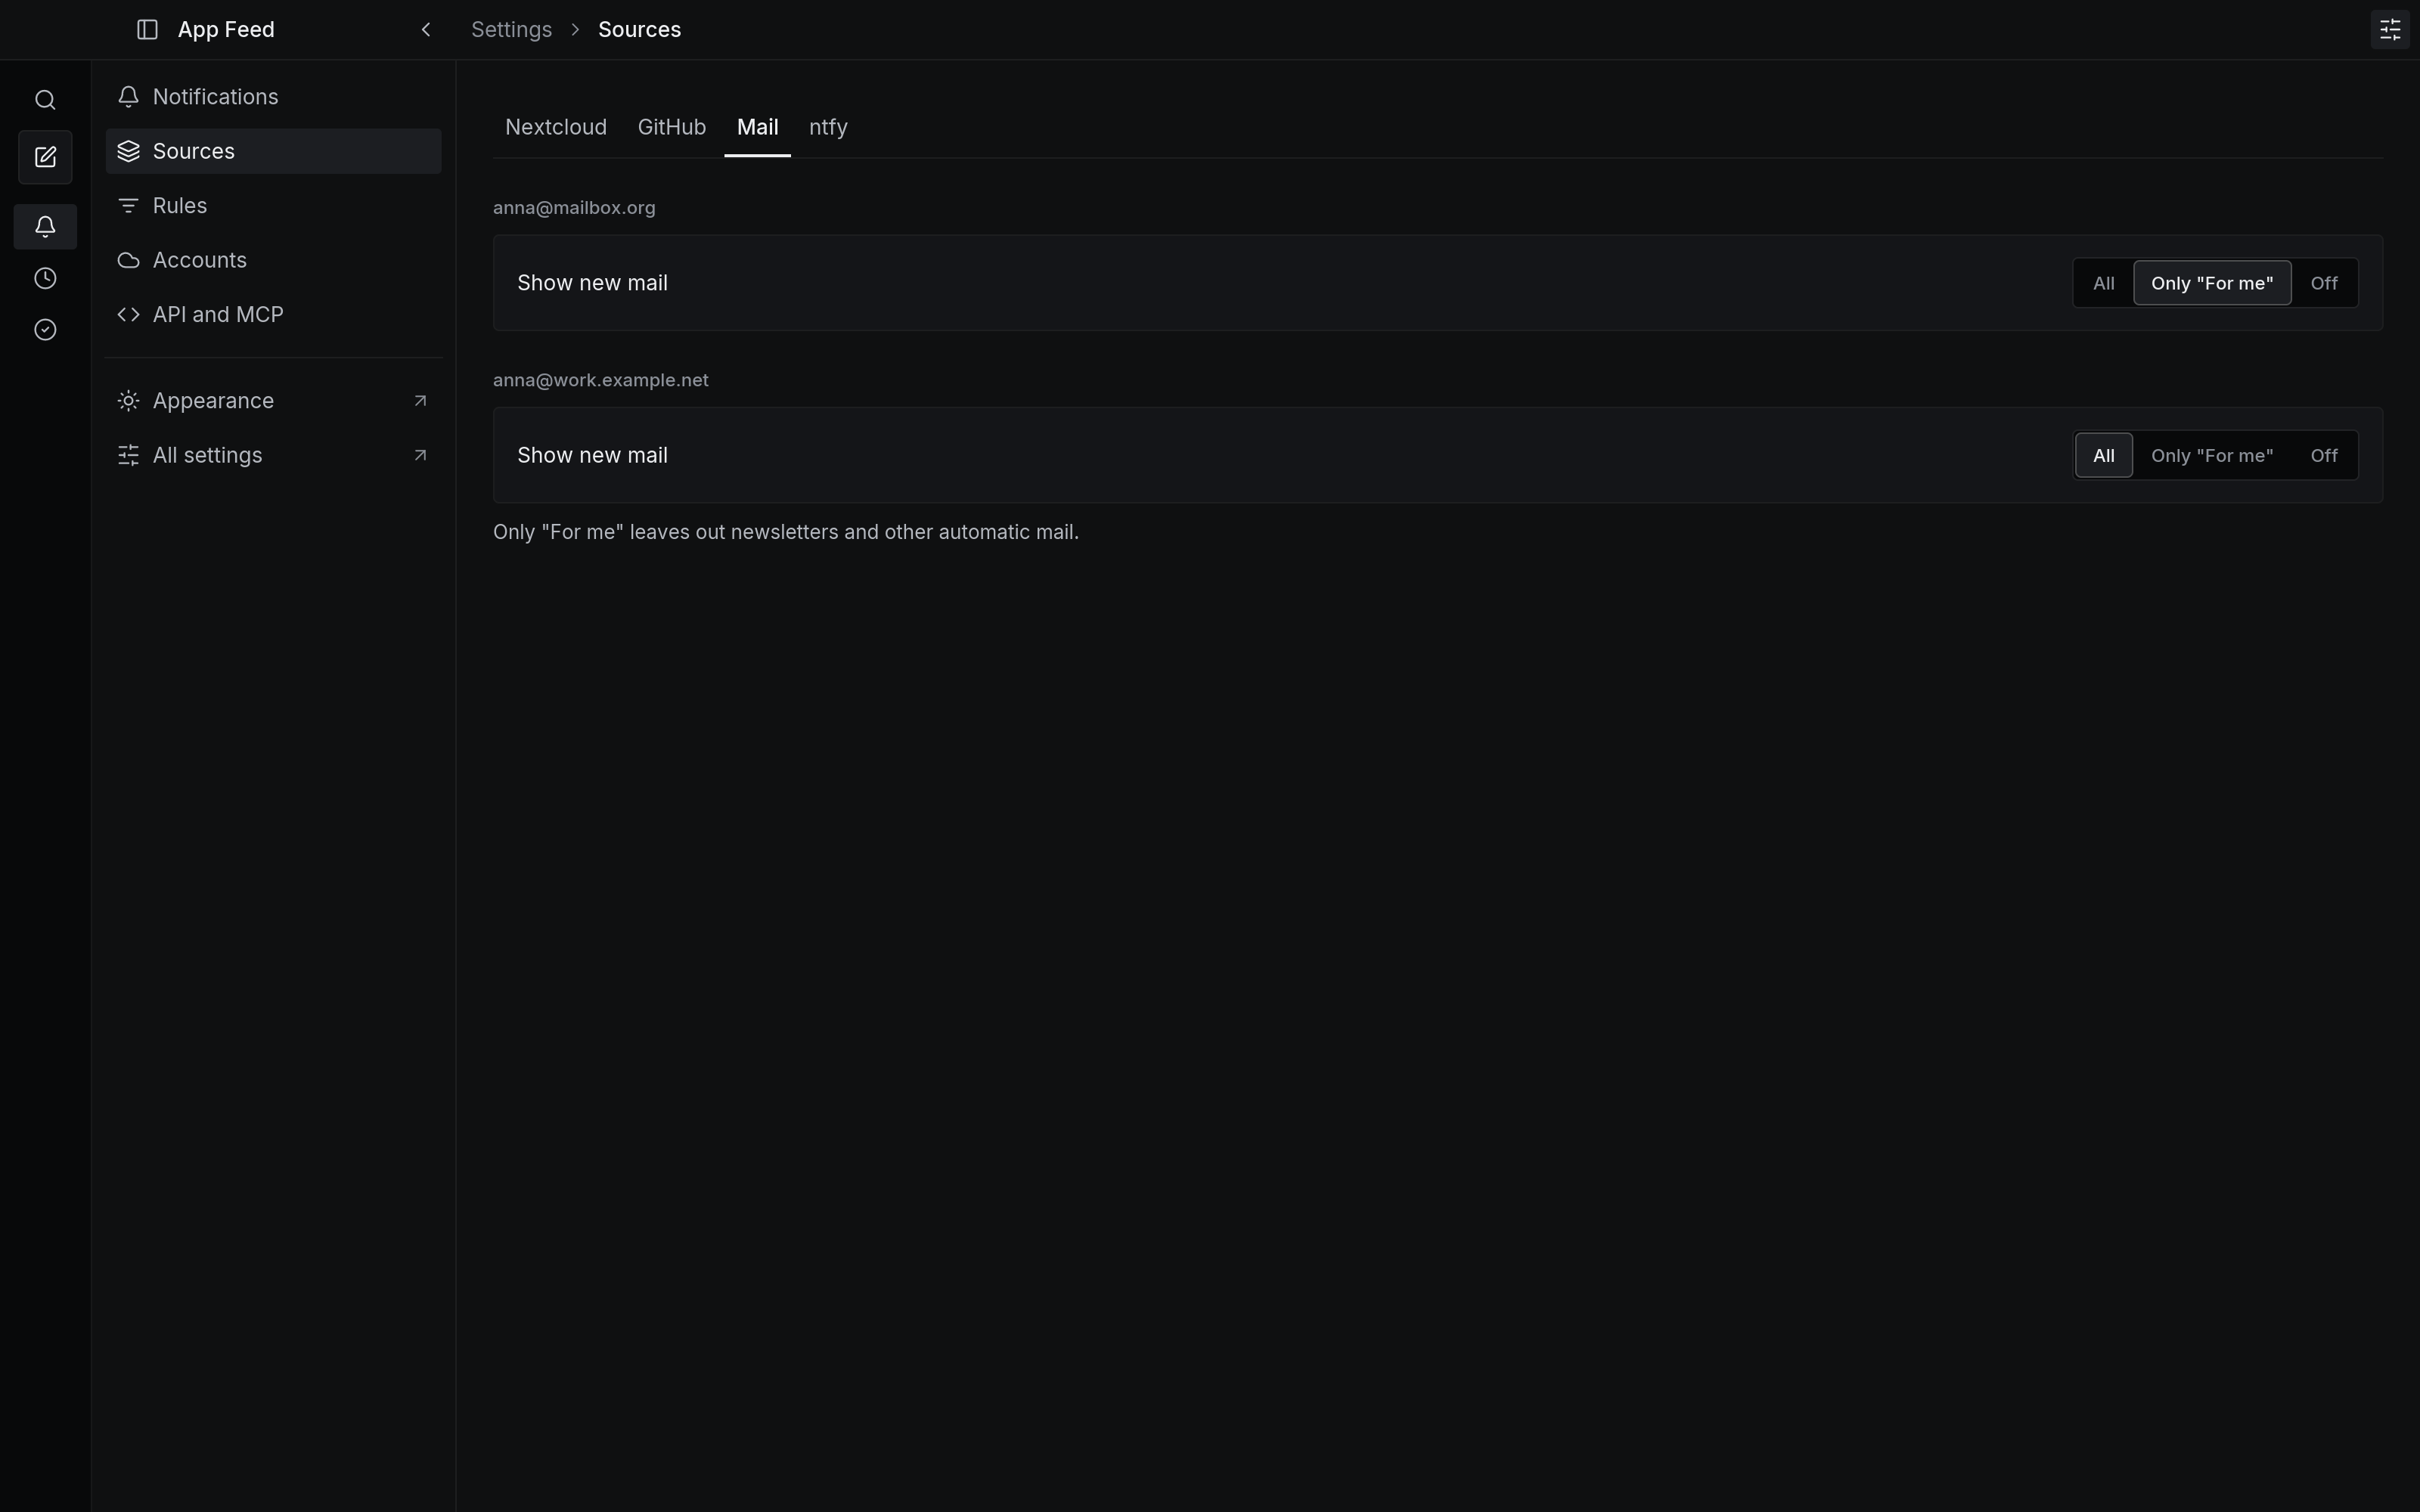 App Feed
Settings > Sources
Notifications
Sources
Rules
Accounts
API and MCP
Appearance
All settings
Nextcloud GitHub Mail ntfy
anna@mailbox.org
Show new mail All Only "For me" Off
anna@work.example.net
Show new mail All Only "For me" Off
Only "For me" leaves out newsletters and other automatic mail.